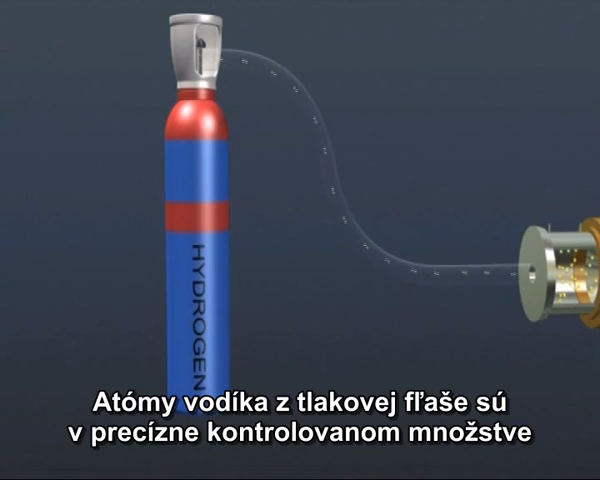 HYDROGEN
Atómy vodíka z tlakovej fľaše sú
v precízne kontrolovanom množstve